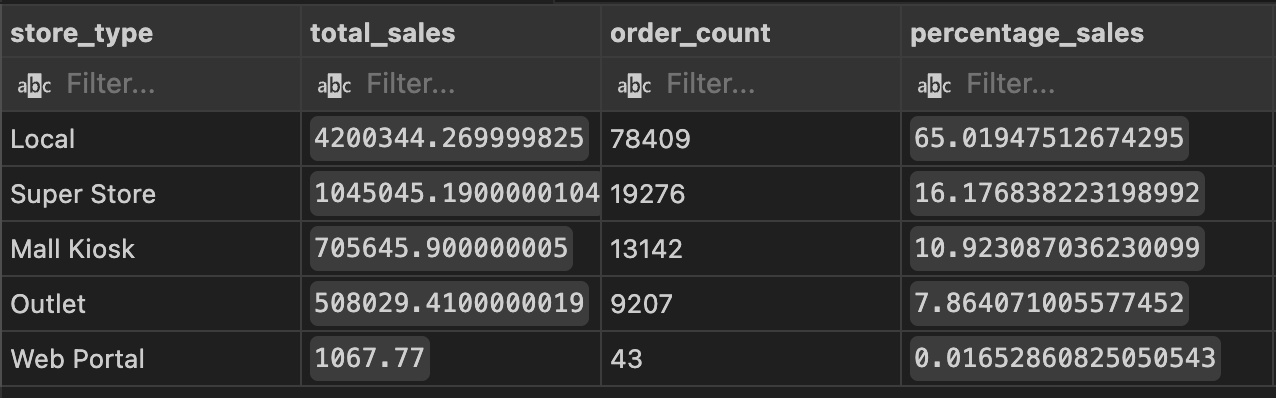 store_type total_sales order_count percentage_sales
abc Filter... abc Filter... abc Filter... abc Filter...
Local 4200344.269999825 78409 65.01947512674295
Super Store 1045045.1900000104 19276 16.176838223198992
Mall Kiosk 705645.900000005 13142 10.923087036230099
Outlet 508029.4100000019 9207 7.864071005577452
Web Portal 1067.77 43 0.01652860825050543